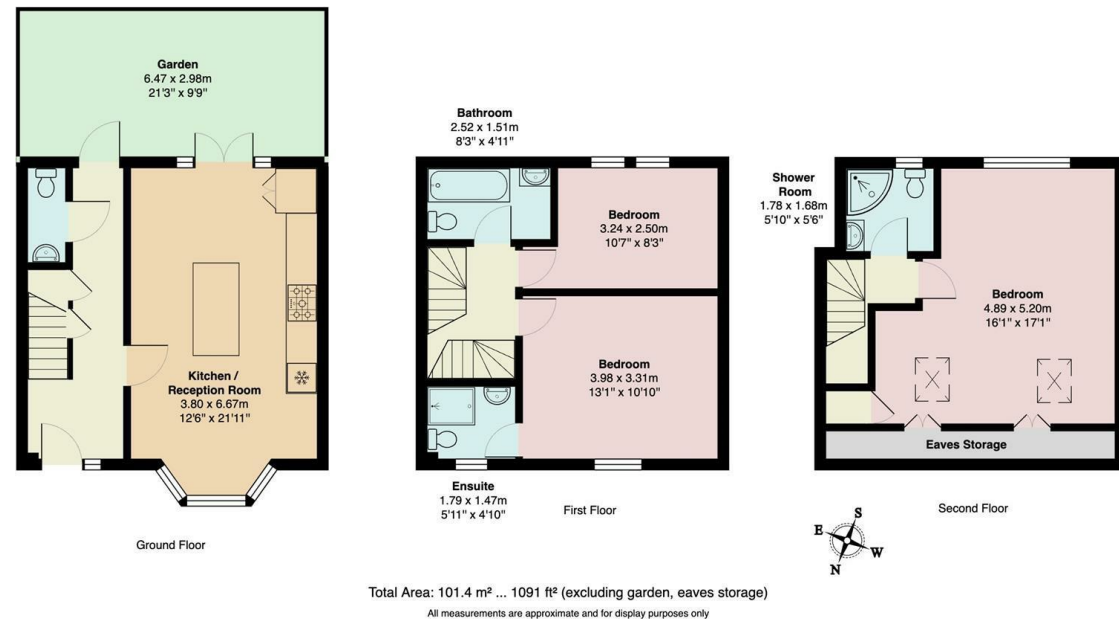 Garden
6.47 x 2.98m
21'3" x 9'9"
Kitchen /
Reception Room
3.80 x 6.67m
12'6" x 21'11"
Ground Floor
Bathroom
2.52 x 1.51m
8'3" x 4'11"
Bedroom
3.24 x 2.50m
10'7" x 8'3"
Bedroom
3.98 x 3.31m
13'1" x 10'10"
Ensuite
1.79 x 1.47m
5'11" x 4'10"
First Floor
Shower
Room
1.78 x 1.68m
5'10" x 5'6"
Bedroom
4.89 x 5.20m
16'1" x 17'1"
Eaves Storage
Second Floor
S
E
W
N
Total Area: 101.4 m² ... 1091 ft² (excluding garden, eaves storage)
All measurements are approximate and for display purposes only